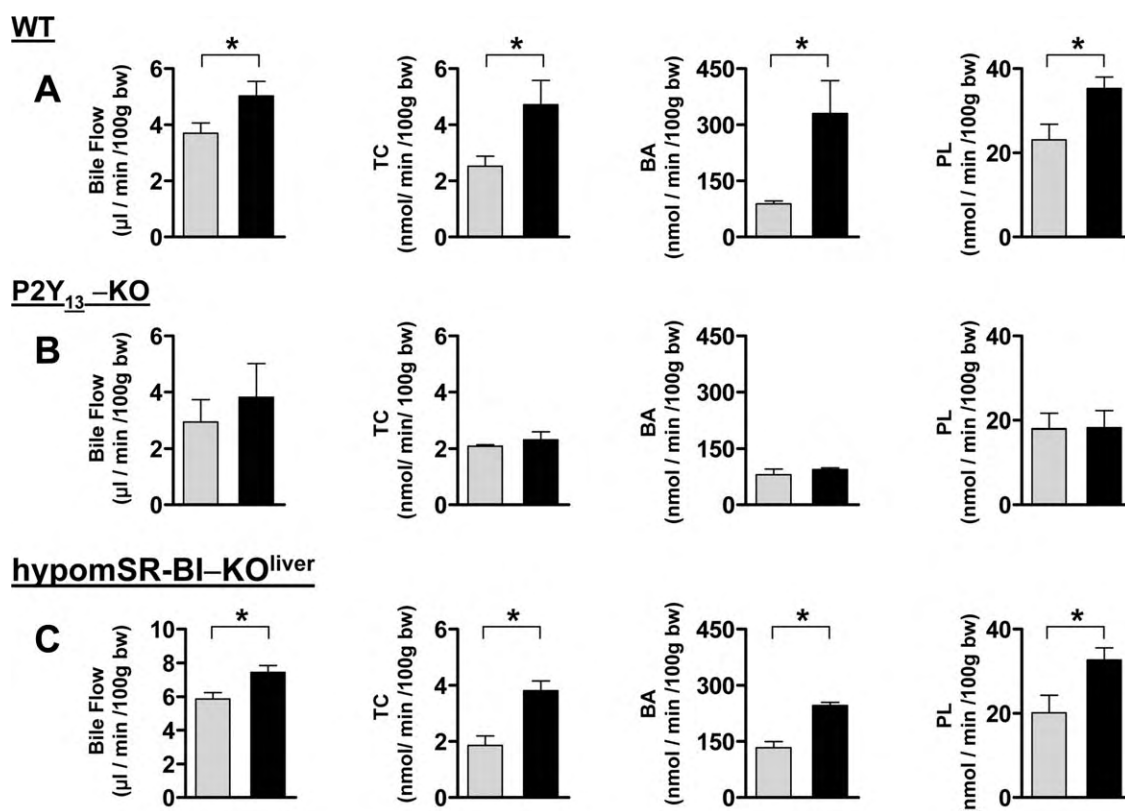 WT
A
Bile Flow
(µl / min /100g bw)
6
4
2
0
*
TC
(nmol/ min /100g bw)
6
4
2
0
*
BA
(nmol / min /100g bw)
450
300
150
0
*
PL
(nmol / min /100g bw)
40
20
0
*
P2Y13 –KO
B
Bile Flow
(µl / min /100g bw)
6
4
2
0
TC
(nmol/ min/ 100g bw)
6
4
2
0
BA
(nmol / min /100g bw)
450
300
150
0
PL
(nmol / min /100g bw)
40
20
0
hypomSR-BI–KOliver
C
Bile Flow
(µl / min /100g bw)
10
8
6
4
2
0
*
TC
(nmol/ min /100g bw)
6
4
2
0
*
BA
(nmol / min /100g bw)
450
300
150
0
*
PL
(nmol / min /100g bw)
40
20
0
*